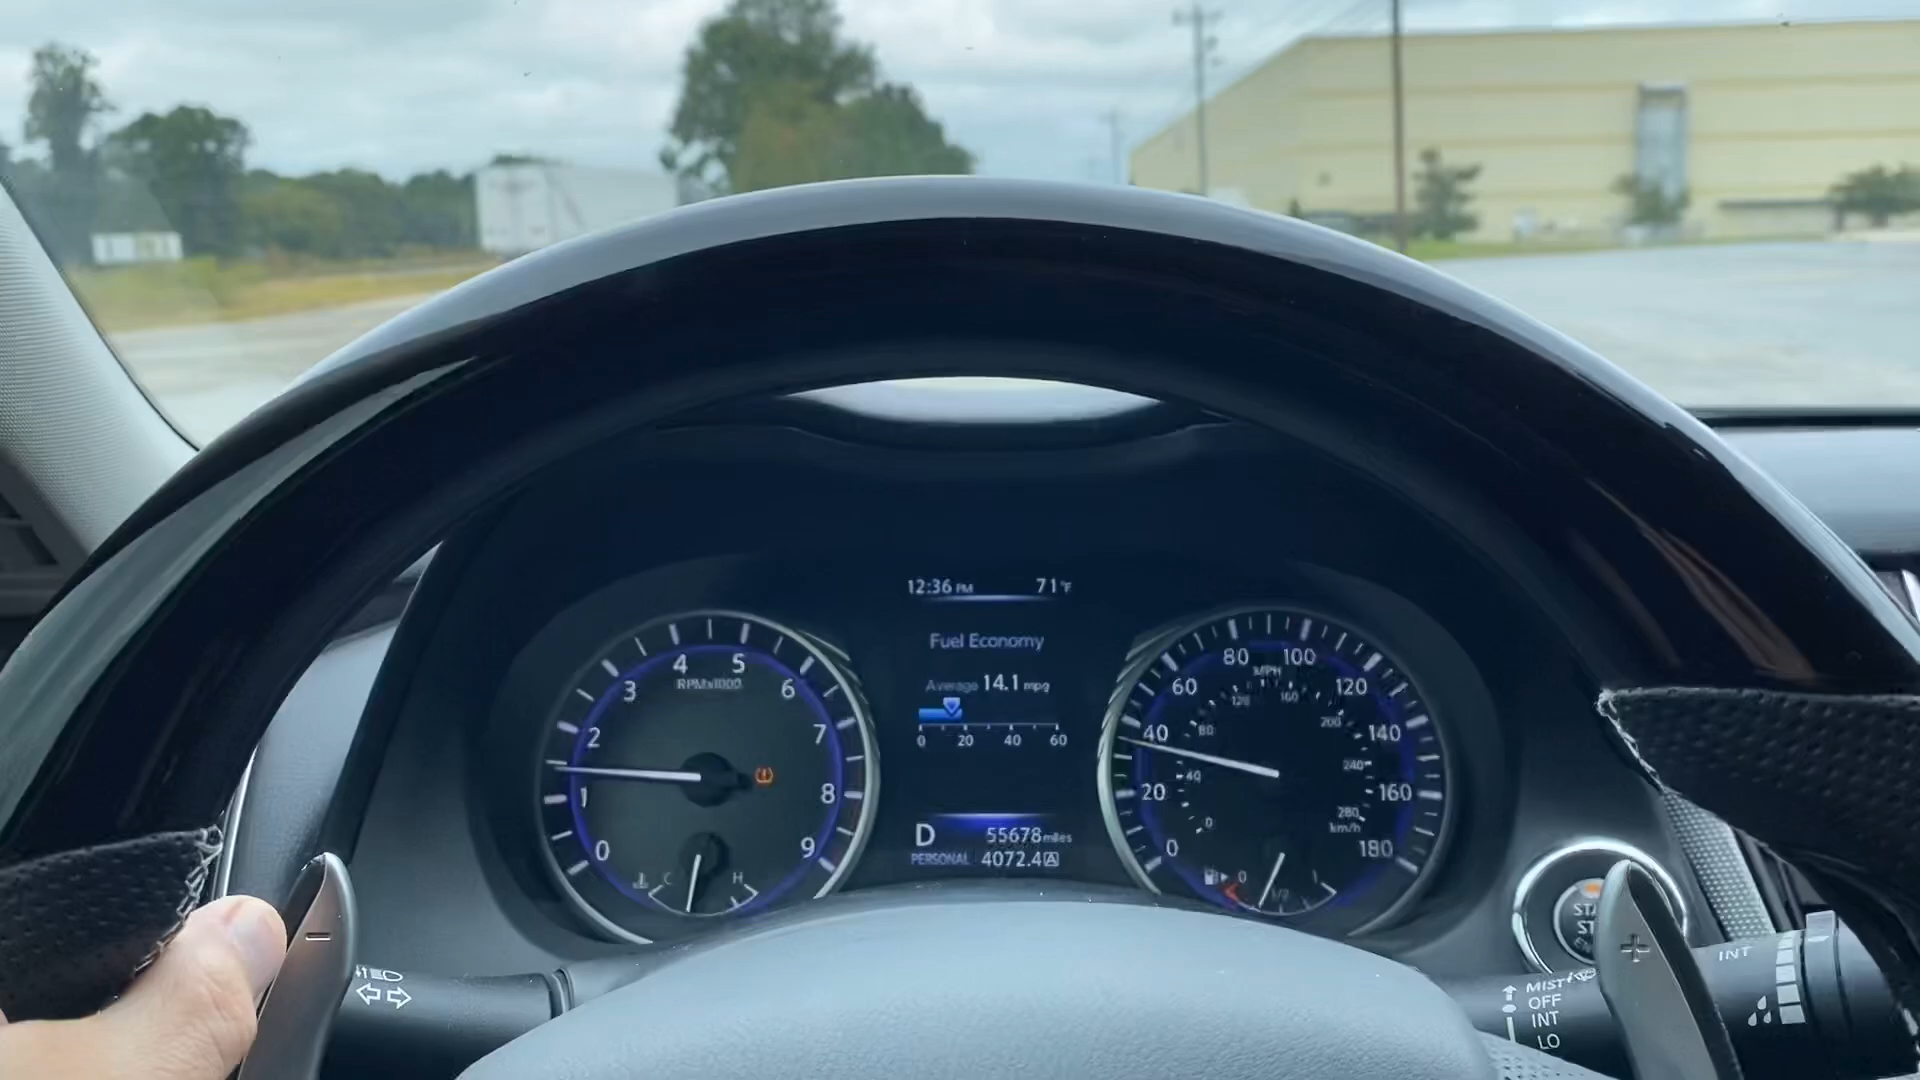 12:36 PM 71°F
Fuel Economy
Average 14.1 mpg
0 20 40 60
D 55678 miles
PERSONAL 4072.4 A
0 1 2 3 4 5 6 7 8 9
RPMx1000
C H
0 20 40 60 80 100 120 140 160 180
MPH
0 40 80 120 160 200 240 280
km/h
0 1/2 1
-
+
INT
MIST
OFF
INT
LO